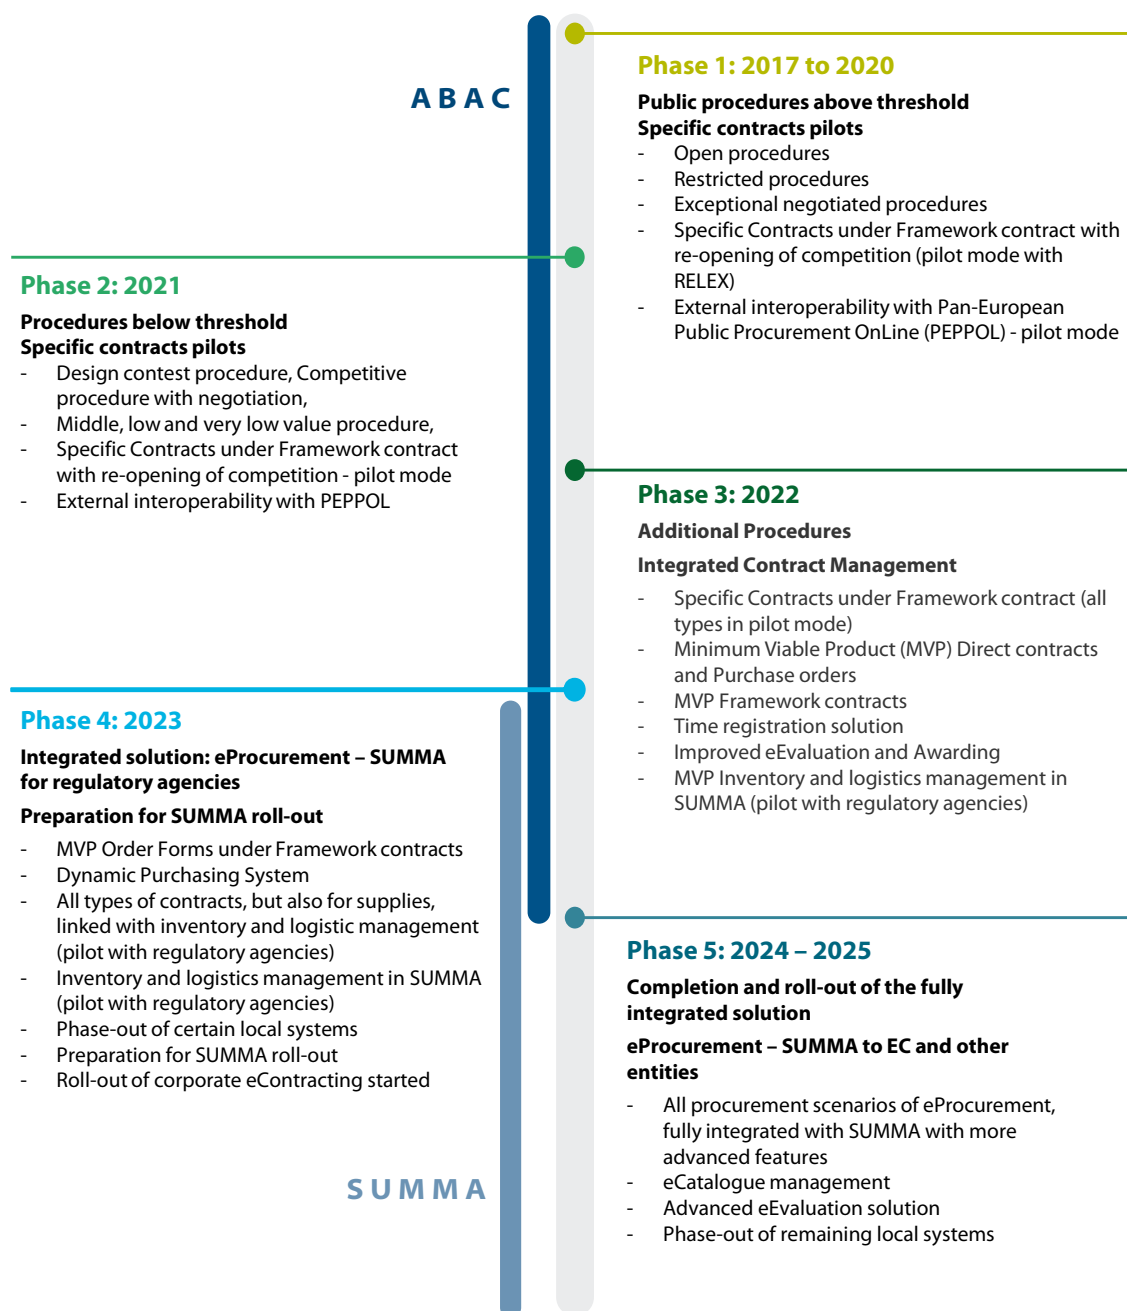 A B A C
Phase 1: 2017 to 2020
Public procedures above threshold
Specific contracts pilots
- Open procedures
- Restricted procedures
- Exceptional negotiated procedures
- Specific Contracts under Framework contract with
re-opening of competition (pilot mode with
RELEX)
- External interoperability with Pan-European
Public Procurement OnLine (PEPPOL) - pilot mode
Phase 2: 2021
Procedures below threshold
Specific contracts pilots
- Design contest procedure, Competitive
procedure with negotiation,
- Middle, low and very low value procedure,
- Specific Contracts under Framework contract
with re-opening of competition - pilot mode
- External interoperability with PEPPOL
Phase 3: 2022
Additional Procedures
Integrated Contract Management
- Specific Contracts under Framework contract (all
types in pilot mode)
- Minimum Viable Product (MVP) Direct contracts
and Purchase orders
- MVP Framework contracts
- Time registration solution
- Improved eEvaluation and Awarding
- MVP Inventory and logistics management in
SUMMA (pilot with regulatory agencies)
Phase 4: 2023
Integrated solution: eProcurement – SUMMA
for regulatory agencies
Preparation for SUMMA roll-out
- MVP Order Forms under Framework contracts
- Dynamic Purchasing System
- All types of contracts, but also for supplies,
linked with inventory and logistic management
(pilot with regulatory agencies)
- Inventory and logistics management in SUMMA
(pilot with regulatory agencies)
- Phase-out of certain local systems
- Preparation for SUMMA roll-out
- Roll-out of corporate eContracting started
Phase 5: 2024 – 2025
Completion and roll-out of the fully
integrated solution
eProcurement – SUMMA to EC and other
entities
- All procurement scenarios of eProcurement,
fully integrated with SUMMA with more
advanced features
- eCatalogue management
- Advanced eEvaluation solution
- Phase-out of remaining local systems
S U M M A